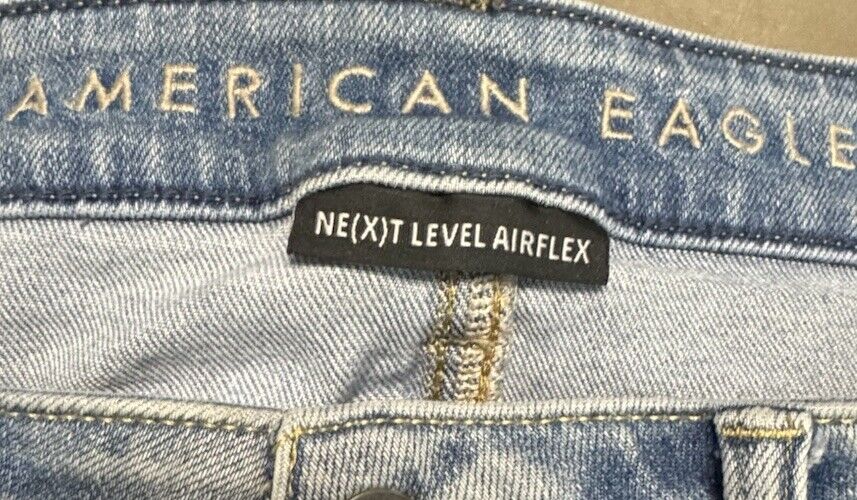 AMERICAN EAGLE
NE(X)T LEVEL AIRFLEX